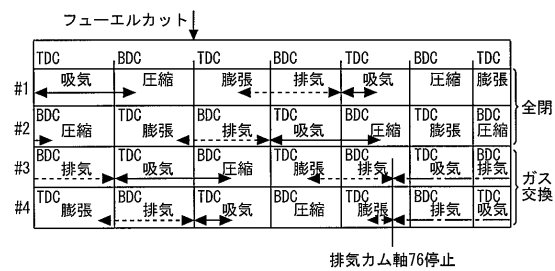 フューエルカット
TDC BDC TDC BDC TDC BDC TDC
#1 吸気 圧縮 膨張 排気 吸気 圧縮 膨張
BDC TDC BDC TDC BDC TDC BDC
#2 圧縮 膨張 排気 吸気 圧縮 膨張 圧縮
全閉
BDC TDC BDC TDC BDC TDC BDC
#3 排気 吸気 圧縮 膨張 排気 吸気 排気
TDC BDC TDC BDC TDC BDC TDC
#4 膨張 排気 吸気 圧縮 膨張 排気 吸気
ガス
交換
排気カム軸76停止